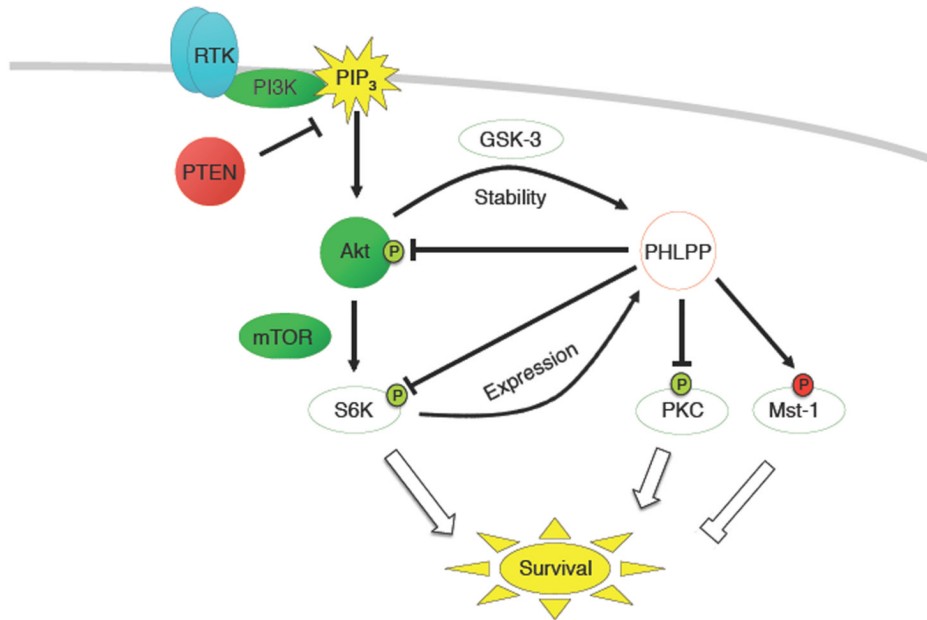 RTK
PI3K
PIP3
PTEN
GSK-3
Stability
Akt
P
PHLPP
mTOR
Expression
S6K
P
P
PKC
P
Mst-1
Survival